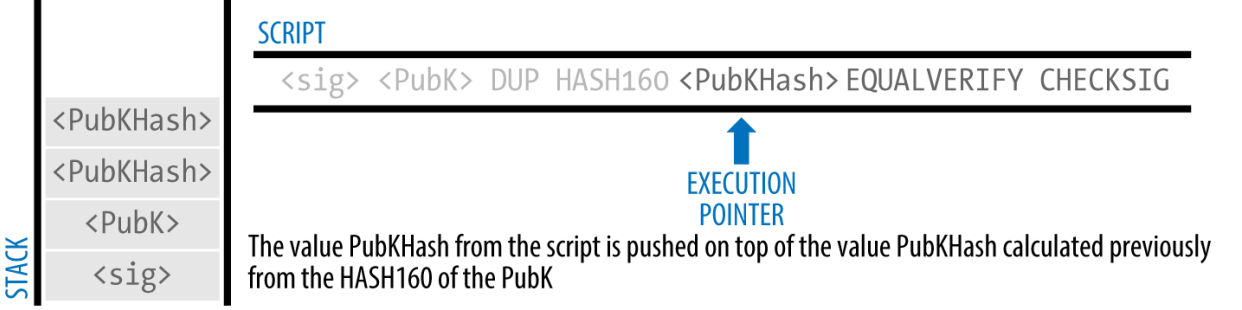 SCRIPT
<sig> <PubK> DUP HASH160 <PubKHash> EQUALVERIFY CHECKSIG
<PubKHash>
<PubKHash>
<PubK>
<sig>
STACK
EXECUTION
POINTER
The value PubKHash from the script is pushed on top of the value PubKHash calculated previously
from the HASH160 of the PubK